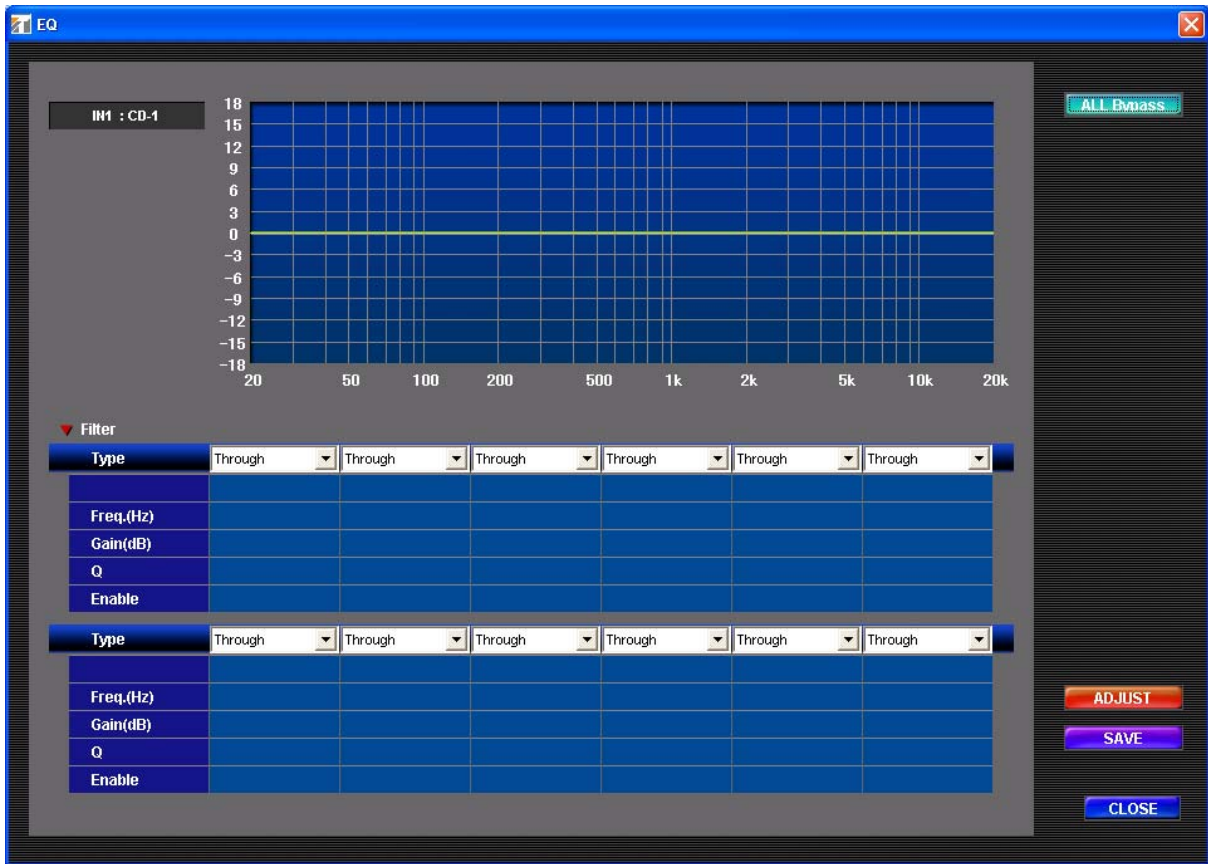 EQ
IN1 : CD-1
ALL Bypass
18
15
12
9
6
3
0
-3
-6
-9
-12
-15
-18
20 50 100 200 500 1k 2k 5k 10k 20k
Filter
Type Through Through Through Through Through Through
Freq.(Hz)
Gain(dB)
Q
Enable
Type Through Through Through Through Through Through
Freq.(Hz)
Gain(dB)
Q
Enable
ADJUST
SAVE
CLOSE